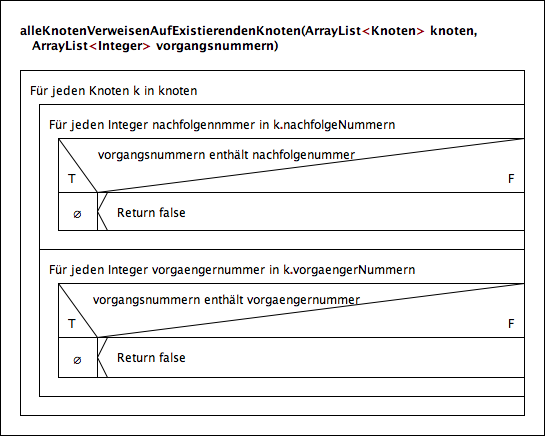 alleKnotenVerweisenAufExistierendenKnoten(ArrayList<Knoten> knoten,
ArrayList<Integer> vorgangsnummern)
Für jeden Knoten k in knoten
Für jeden Integer nachfolgennmmer in k.nachfolgeNummern
vorgangsnummern enthält nachfolgenummer
T F
∅ Return false
Für jeden Integer vorgaengernummer in k.vorgaengerNummern
vorgangsnummern enthält vorgaengernummer
T F
∅ Return false